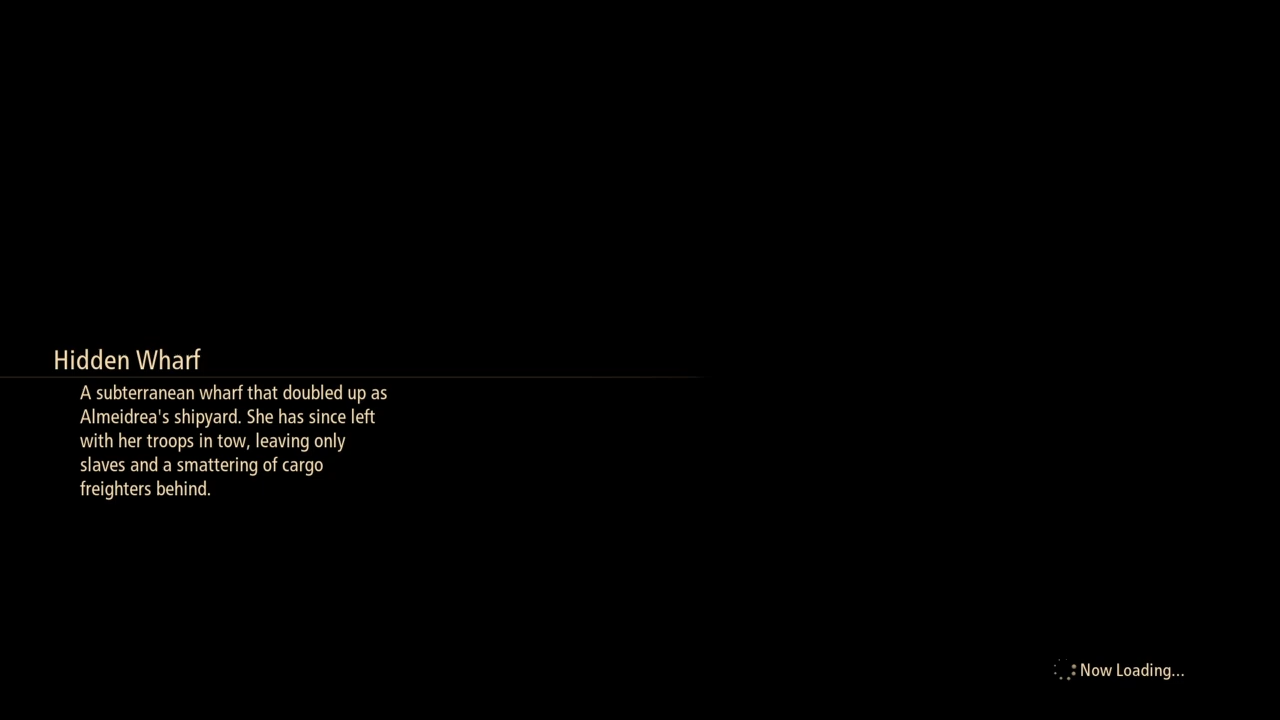 Hidden Wharf
A subterranean wharf that doubled up as
Almeidrea's shipyard. She has since left
with her troops in tow, leaving only
slaves and a smattering of cargo
freighters behind.
Now Loading...